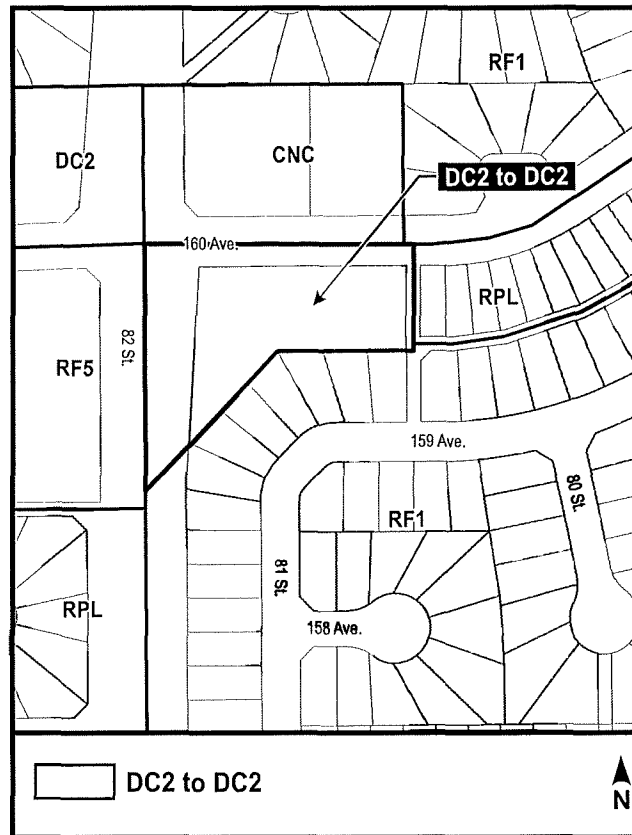 RF1
DC2
CNC
DC2 to DC2
160 Ave.
RPL
82 St.
RF5
159 Ave.
80 St.
RF1
81 St.
RPL
158 Ave.
DC2 to DC2
N